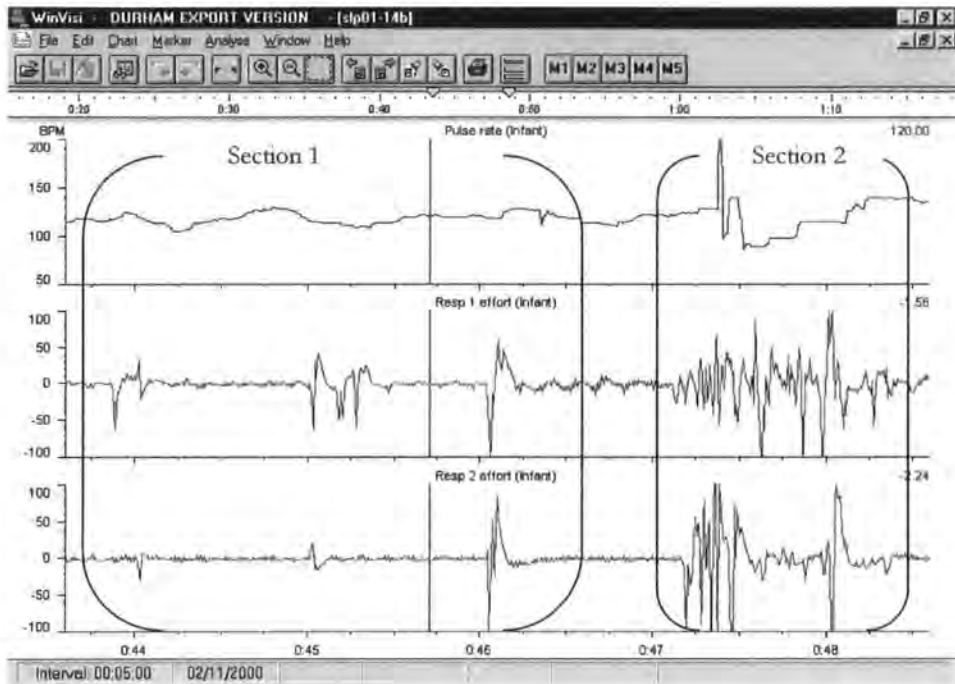 WinVisi : DURHAM EXPORT VERSION - [slp01-14b]
File Edit Chart Marker Analyse Window Help
M1 M2 M3 M4 M5
0:20 0:30 0:40 0:50 1:00 1:10
BPM Pulse rate (Infant) 120.00
200
Section 1 Section 2
150
100
50
Resp 1 effort (Infant) -1.56
100
50
0
-50
-100
Resp 2 effort (Infant) -2.24
100
50
0
-50
-100
0:44 0:45 0:46 0:47 0:48
Interval: 00:05:00 02/11/2000